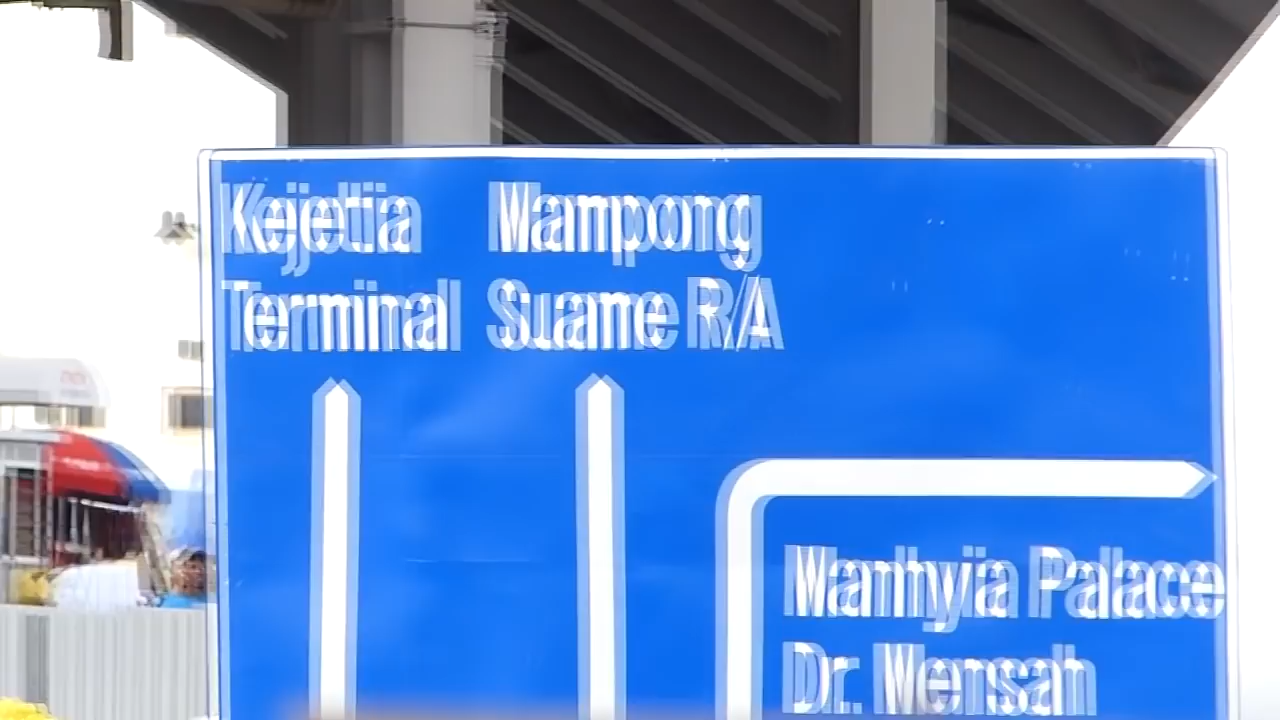 Kejetia Mampong
Terminal Suame R/A
Manhyia Palace
Dr. Mensah